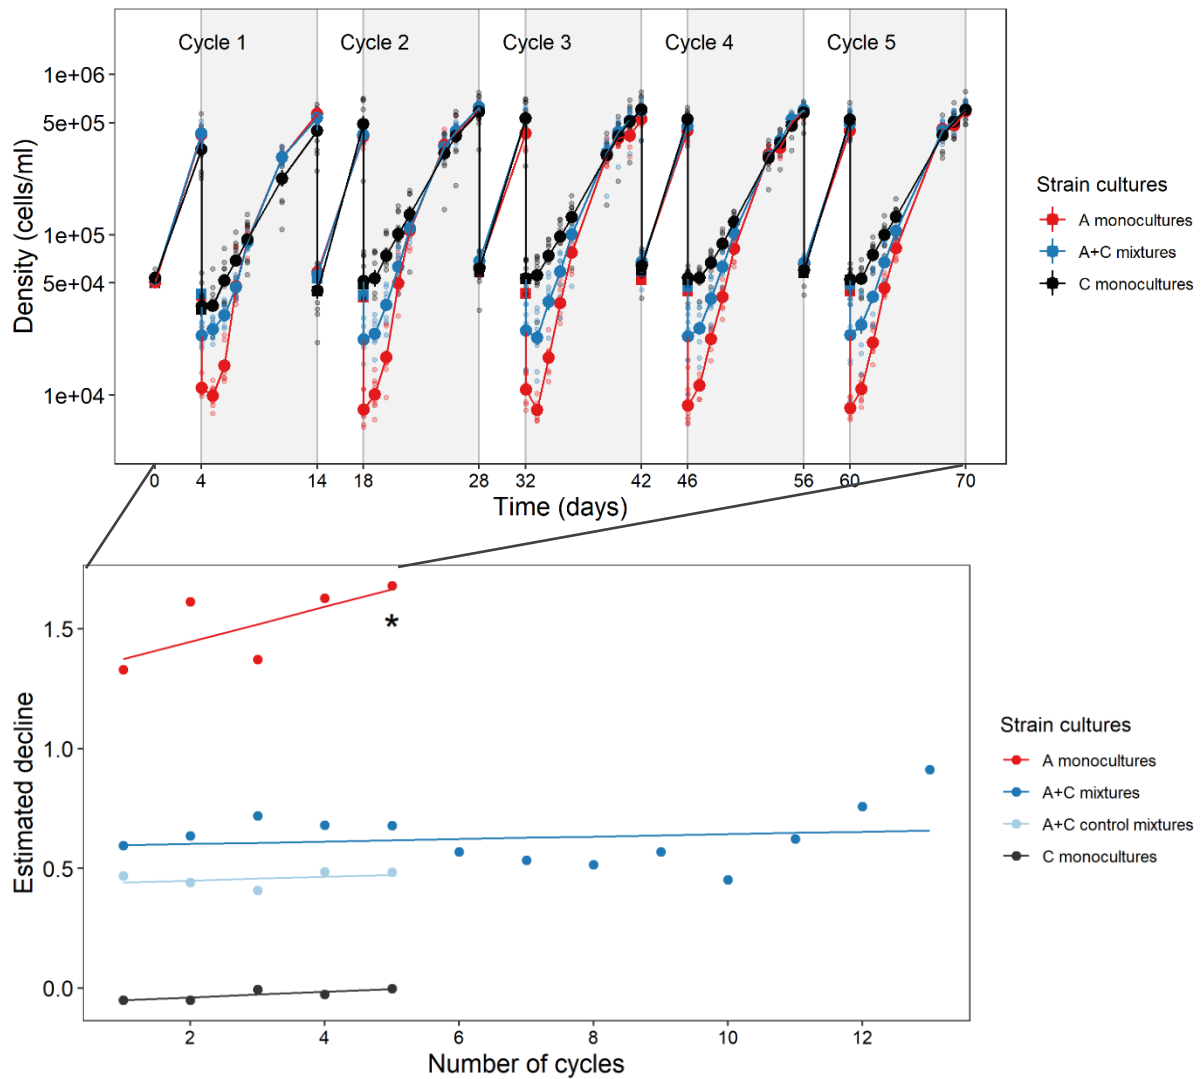 Cycle 1 Cycle 2 Cycle 3 Cycle 4 Cycle 5
1e+06
5e+05
1e+05
5e+04
1e+04
Density (cells/ml)
0 4 14 18 28 32 42 46 56 60 70
Time (days)
Strain cultures
A monocultures
A+C mixtures
C monocultures
1.5
1.0
0.5
0.0
Estimated decline
*
2 4 6 8 10 12
Number of cycles
Strain cultures
A monocultures
A+C mixtures
A+C control mixtures
C monocultures